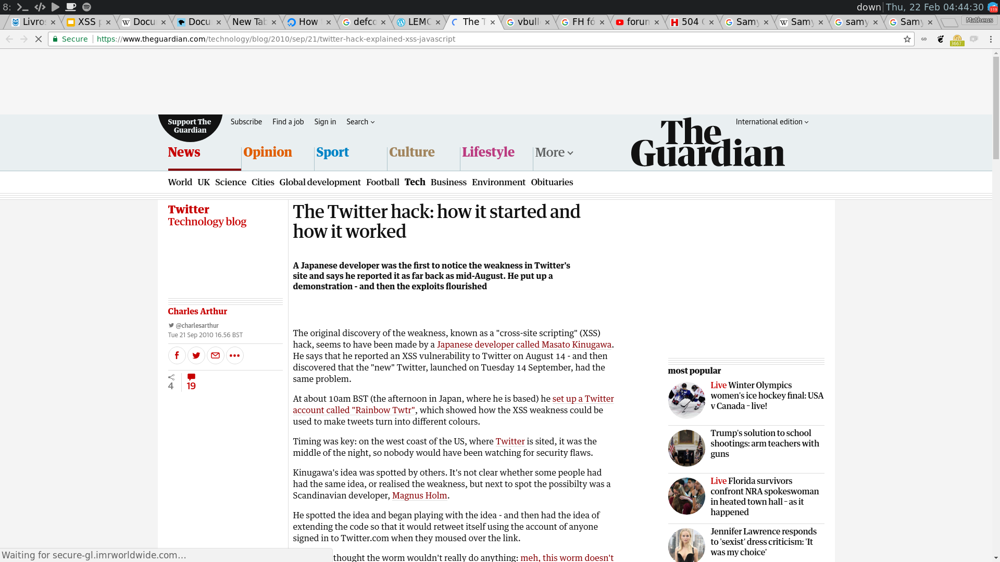 8:
down Thu, 22 Feb 04:44:30 119
Livro
XSS
Docu
Docu
New Tab
How
defco
LEMO
The T
vbull
FH fó
forum
504
Samy
Samy
samy
Samy
Matheus
Secure https://www.theguardian.com/technology/blog/2010/sep/21/twitter-hack-explained-xss-javascript
3667
Support The
Guardian
Subscribe Find a job Sign in Search
International edition
The
Guardian
News Opinion Sport Culture Lifestyle More
World UK Science Cities Global development Football Tech Business Environment Obituaries
Twitter
Technology blog
The Twitter hack: how it started and
how it worked
A Japanese developer was the first to notice the weakness in Twitter's
site and says he reported it as far back as mid-August. He put up a
demonstration - and then the exploits flourished
Charles Arthur
@charlesarthur
Tue 21 Sep 2010 16.56 BST
4
19
The original discovery of the weakness, known as a "cross-site scripting" (XSS)
hack, seems to have been made by a Japanese developer called Masato Kinugawa.
He says that he reported an XSS vulnerability to Twitter on August 14 - and then
discovered that the "new" Twitter, launched on Tuesday 14 September, had the
same problem.
At about 10am BST (the afternoon in Japan, where he is based) he set up a Twitter
account called "Rainbow Twtr", which showed how the XSS weakness could be
used to make tweets turn into different colours.
Timing was key: on the west coast of the US, where Twitter is sited, it was the
middle of the night, so nobody would have been watching for security flaws.
Kinugawa's idea was spotted by others. It's not clear whether some people had
had the same idea, or realised the weakness, but next to spot the possibilty was a
Scandinavian developer, Magnus Holm.
He spotted the idea and began playing with the idea - and then had the idea of
extending the code so that it would retweet itself using the account of anyone
signed in to Twitter.com when they moused over the link.
thought the worm wouldn't really do anything: meh, this worm doesn't
most popular
Live Winter Olympics
women's ice hockey final: USA
v Canada – live!
Trump's solution to school
shootings: arm teachers with
guns
Live Florida survivors
confront NRA spokeswoman
in heated town hall – as it
happened
Jennifer Lawrence responds
to 'sexist' dress criticism: 'It
was my choice'
Waiting for secure-gl.imrworldwide.com...